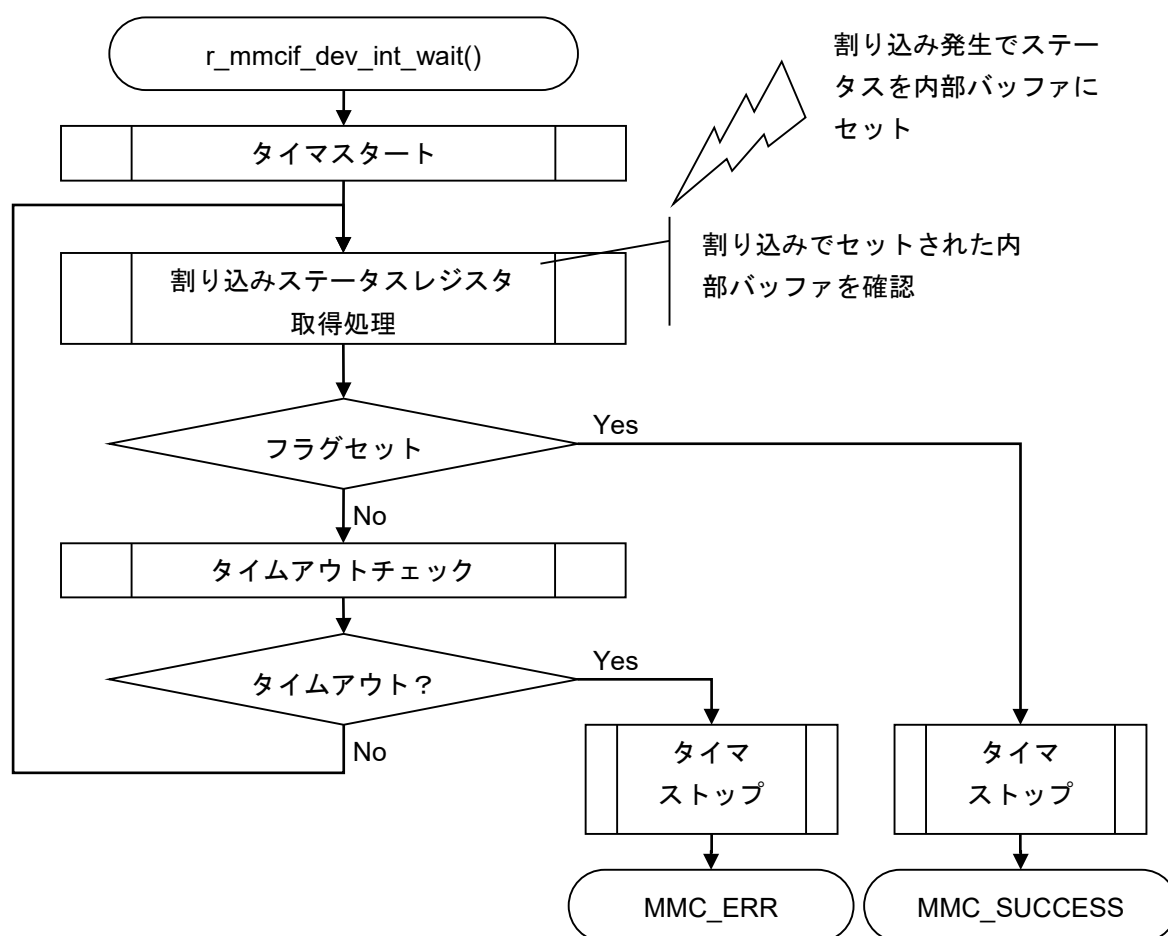 r_mmcif_dev_int_wait()
割り込み発生でステー
タスを内部バッファに
セット
タイマスタート
割り込みでセットされた内
部バッファを確認
割り込みステータスレジスタ
取得処理
フラグセット
Yes
No
タイムアウトチェック
タイムアウト？
Yes
No
タイマ
ストップ
タイマ
ストップ
MMC_ERR
MMC_SUCCESS